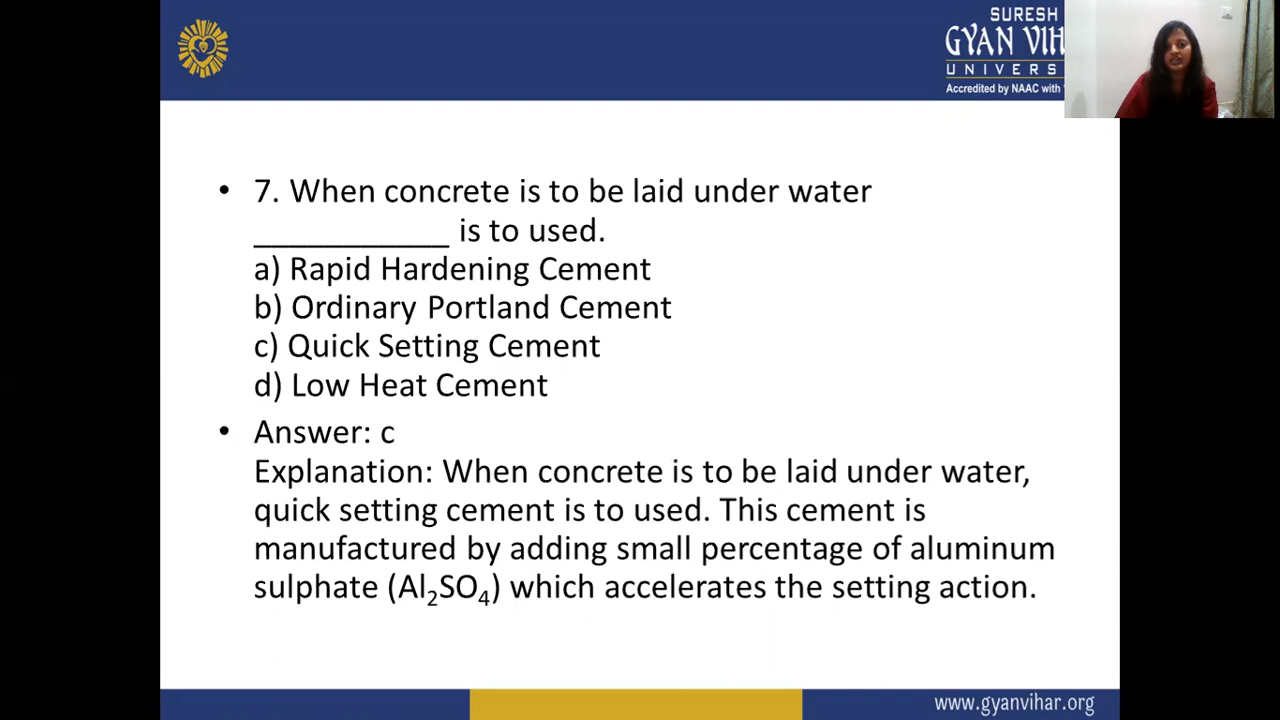 SURESH
GYAN VIH
UNIVERS
Accredited by NAAC with
• 7. When concrete is to be laid under water
___________ is to used.
a) Rapid Hardening Cement
b) Ordinary Portland Cement
c) Quick Setting Cement
d) Low Heat Cement
• Answer: c
Explanation: When concrete is to be laid under water,
quick setting cement is to used. This cement is
manufactured by adding small percentage of aluminum
sulphate (Al₂SO₄) which accelerates the setting action.
www.gyanvihar.org